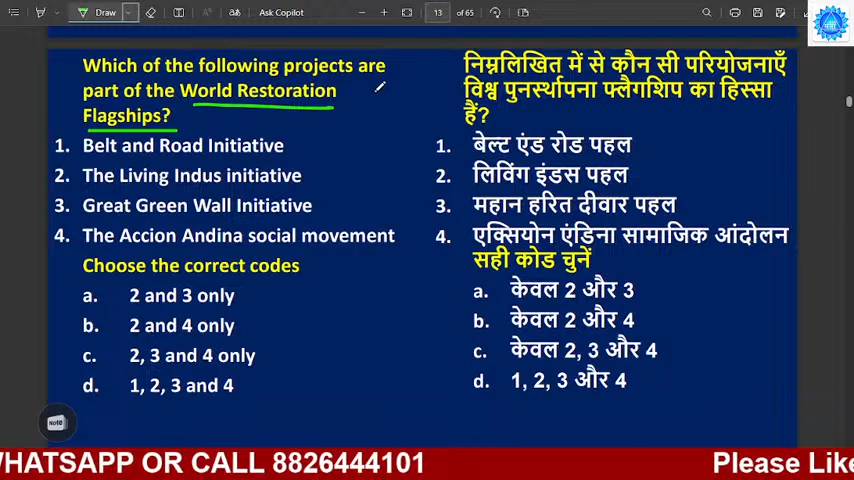 Draw
Ask Copilot
13
of 65
Which of the following projects are
part of the World Restoration
Flagships?
1. Belt and Road Initiative
2. The Living Indus initiative
3. Great Green Wall Initiative
4. The Accion Andina social movement
Choose the correct codes
a. 2 and 3 only
b. 2 and 4 only
c. 2, 3 and 4 only
d. 1, 2, 3 and 4
निम्नलिखित में से कौन सी परियोजनाएँ
विश्व पुनर्स्थापना फ्लैगशिप का हिस्सा
हैं?
1. बेल्ट एंड रोड पहल
2. लिविंग इंडस पहल
3. महान हरित दीवार पहल
4. एक्सियोन एंडिना सामाजिक आंदोलन
सही कोड चुनें
a. केवल 2 और 3
b. केवल 2 और 4
c. केवल 2, 3 और 4
d. 1, 2, 3 और 4
WHATSAPP OR CALL 8826444101
Please Like